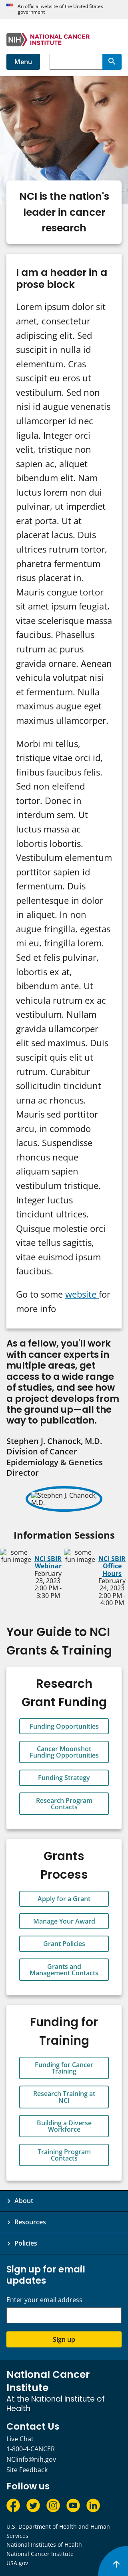 An official website of the United States
government
NIH
NATIONAL CANCER
INSTITUTE
Menu
NCI is the nation's
leader in cancer
research
I am a header in a
prose block
Lorem ipsum dolor sit
amet, consectetur
adipiscing elit. Sed
suscipit in nulla id
elementum. Cras
suscipit eu eros ut
vestibulum. Sed non
nisi id augue venenatis
ullamcorper id nec
ligula. Integer orci
velit, tristique non
sapien ac, aliquet
bibendum elit. Nam
luctus lorem non dui
vulputate, in interdum
erat tempor. Ut at
placerat lacus. Duis
ultrices tortor tortor,
pharetra fermentum
erat pharetra id.
Mauris congue tortor
sit amet ipsum feugiat,
vitae scelerisque massa
faucibus. Phasellus
rutrum ac purus
gravida ornare. Aenean
vehicula volutpat nisi
et fermentum. Nulla
maximus augue eget
maximus ullamcorper.
Morbi mi tellus,
tristique vitae orci id,
finibus faucibus felis.
Sed non eleifend
tortor. Donec in
interdum sem. Ut in
luctus massa ac
lobortis lobortis.
Vestibulum elementum
porttitor sapien id
fermentum. Duis
pellentesque in dolor
in aliquet. In non
augue fringilla, egestas
mi eu, fringilla lorem.
Sed et felis pulvinar,
lobortis ex et,
bibendum ante. Ut
vehicula rutrum ex ac
vestibulum. Nullam
gravida ullamcorper
elit sed maximus. Duis
suscipit quis elit ut
rutrum. Curabitur
sollicitudin tincidunt
urna ac rhoncus.
Mauris sed porttitor
arcu, in commodo
lacus. Suspendisse
rhoncus neque
aliquam sapien
vestibulum tristique.
Integer luctus
tincidunt ultrices.
Quisque molestie orci
vitus sagittis, vitae
euismod ipsum
faucibus.
Go to some website for
more info
As a fellow, you'll work
with cancer experts in
multiple areas, get
access to a wide range
of studies, and see how
a project develops from
the ground up—all the
way to publication.
Stephen J. Chanock, M.D.
Division of Cancer
Epidemiology & Genetics
Director
Stephen J. Chanock,
M.D.
Information Sessions
some
fun image
NCI SBIR
Webinar
February
23, 2023
2:00 PM -
3:30 PM
some
fun image
NCI SBIR
Office
Hours
February
24, 2023
2:00 PM -
4:00 PM
Your Guide to NCI
Grants & Training
Research
Grant Funding
Funding Opportunities
Cancer Moonshot
Funding Opportunities
Funding Strategy
Research Program
Contacts
Grants
Process
Apply for a Grant
Manage Your Award
Grant Policies
Grants and
Management Contacts
Funding for
Training
Funding for Cancer
Training
Research Training at
NCI
Building a Diverse
Workforce
Training Program
Contacts
About
Resources
Policies
Sign up for email
updates
Enter your email address
Sign up
National Cancer
Institute
At the National Institute of
Health
Contact Us
Live Chat
1-800-4-CANCER
NCIinfo@nih.gov
Site Feedback
Follow us
U.S. Department of Health and Human
Services
National Institutes of Health
National Cancer Institute
USA.gov